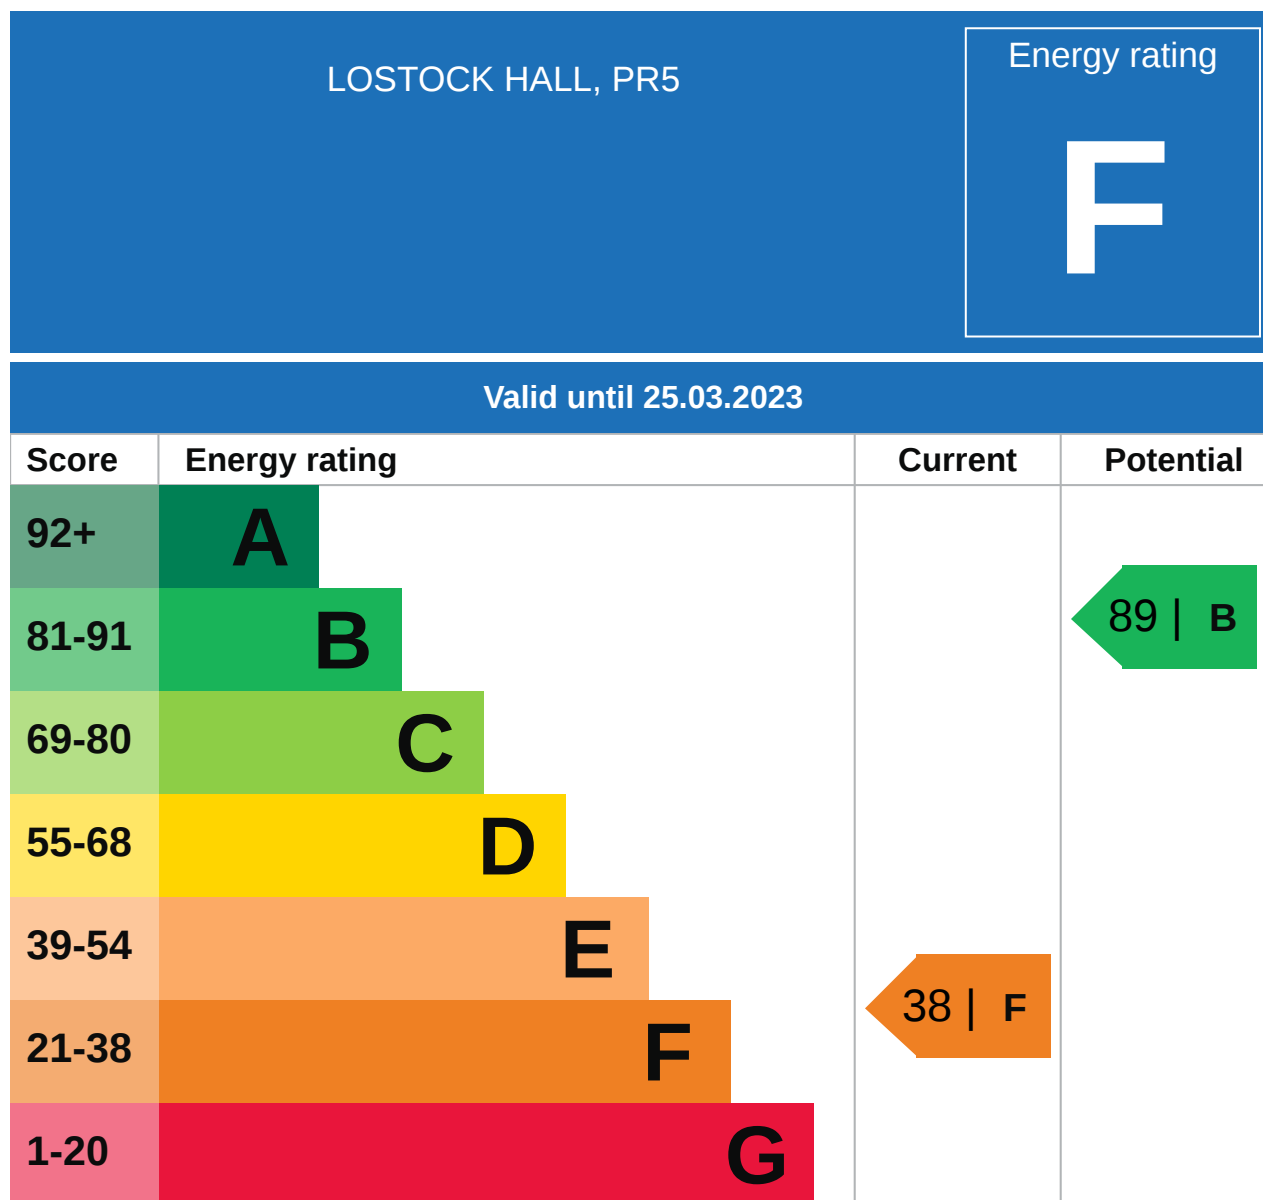 LOSTOCK HALL, PR5
Energy rating
F
Valid until 25.03.2023
Score Energy rating Current Potential
92+ A
81-91 B 89 | B
69-80 C
55-68 D
39-54 E
21-38 F 38 | F
1-20 G